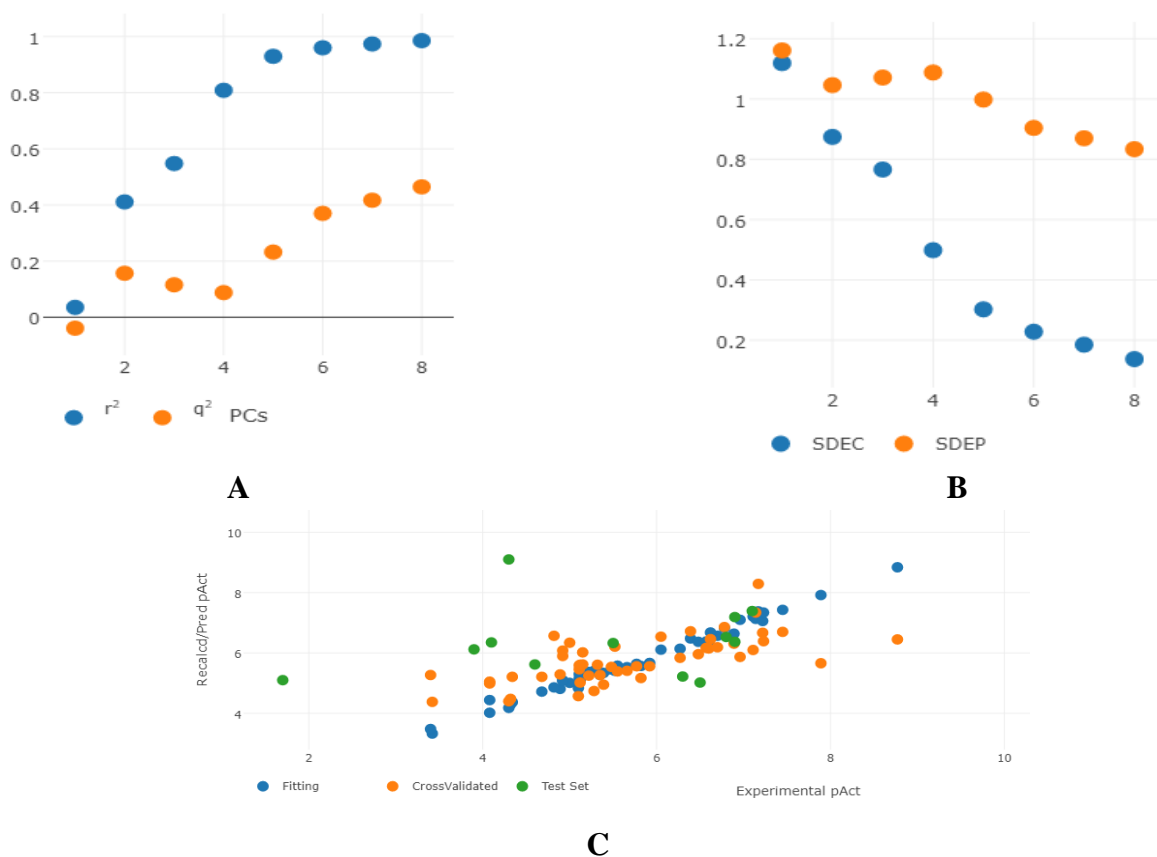 1
0.8
0.6
0.4
0.2
0
2 4 6 8
r² q² PCs
A
1.2
1
0.8
0.6
0.4
0.2
2 4 6 8
SDEC SDEP
B
Recalcd/Pred pAct
10
8
6
4
2 4 6 8 10
Fitting CrossValidated Test Set Experimental pAct
C